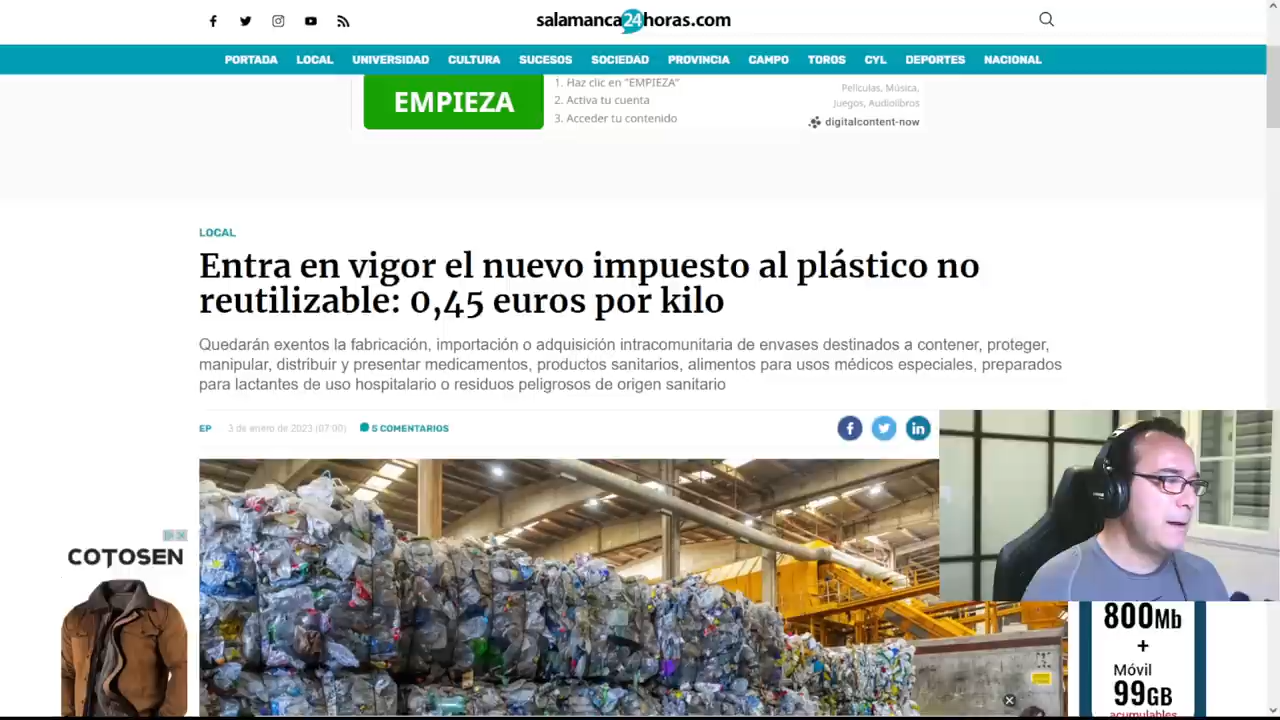 salamanca24horas.com
PORTADA LOCAL UNIVERSIDAD CULTURA SUCESOS SOCIEDAD PROVINCIA CAMPO TOROS CYL DEPORTES NACIONAL
EMPIEZA
1. Haz clic en "EMPIEZA"
2. Activa tu cuenta
3. Acceder tu contenido
Películas, Música,
Juegos, Audiolibros
digitalcontent-now
LOCAL
Entra en vigor el nuevo impuesto al plástico no
reutilizable: 0,45 euros por kilo
Quedarán exentos la fabricación, importación o adquisición intracomunitaria de envases destinados a contener, proteger,
manipular, distribuir y presentar medicamentos, productos sanitarios, alimentos para usos médicos especiales, preparados
para lactantes de uso hospitalario o residuos peligrosos de origen sanitario
EP 3 de enero de 2023 (07:00) 5 COMENTARIOS
COTOSEN
800Mb
+
Móvil
99GB
acumulables